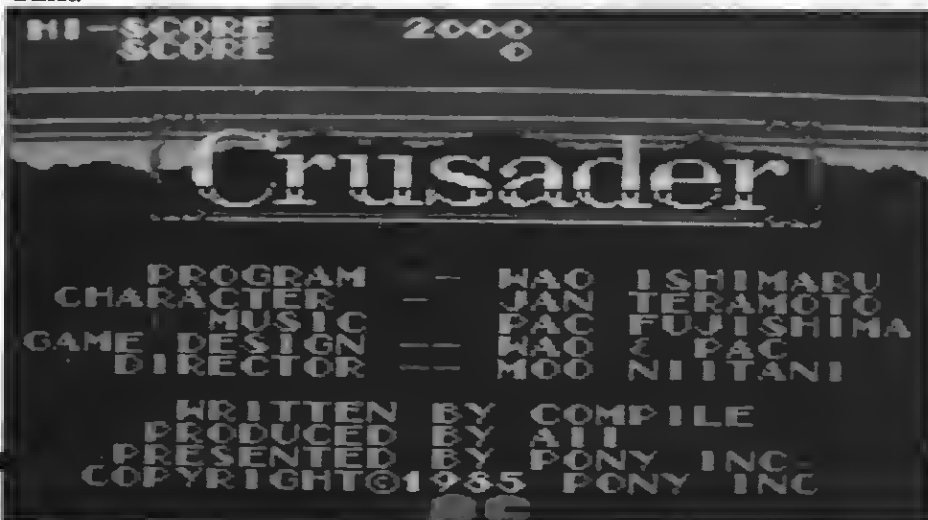 HI-SCORE 2000
SCORE 0
Crusader
PROGRAM - WAO ISHIMARU
CHARACTER - JAN TERAMOTO
MUSIC PAC FUJISHIMA
GAME DESIGN -- WAO & PAC
DIRECTOR -- MOO NIITANI
WRITTEN BY COMPILE
PRODUCED BY AII
PRESENTED BY PONY INC
COPYRIGHT©1985 PONY INC